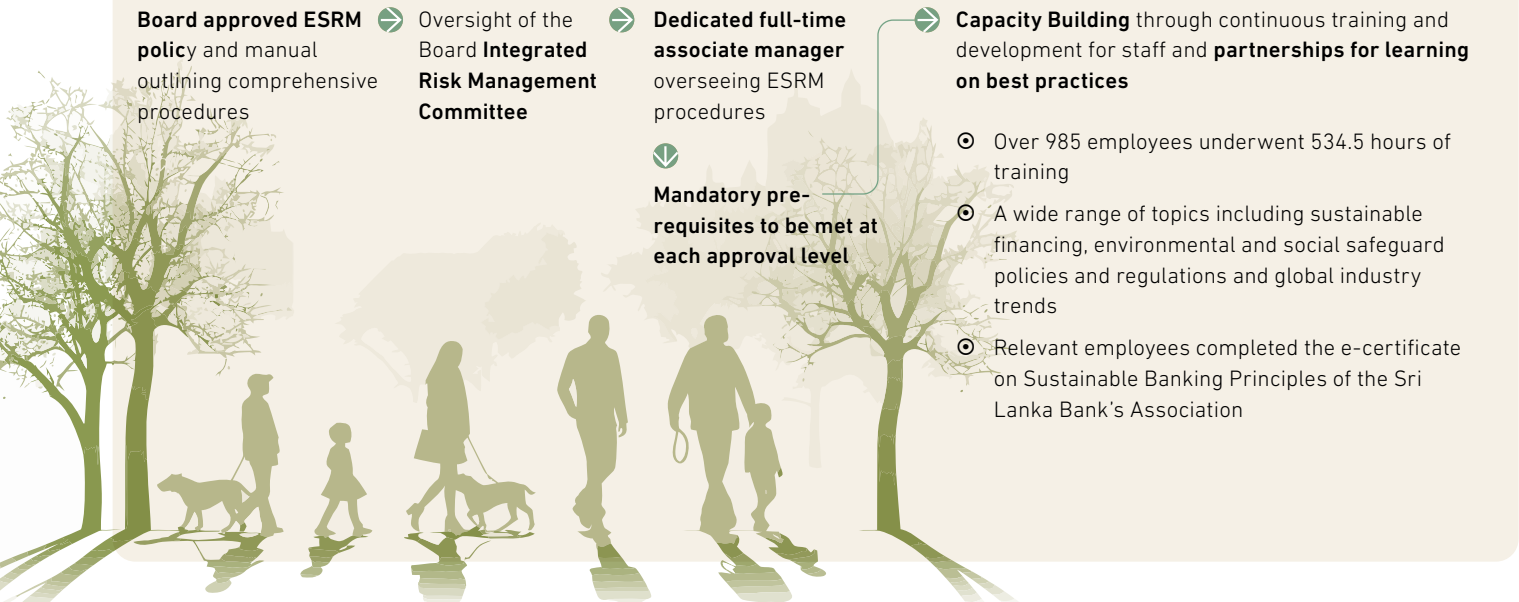 Board approved ESRM
policy and manual
outlining comprehensive
procedures
Oversight of the
Board Integrated
Risk Management
Committee
Dedicated full-time
associate manager
overseeing ESRM
procedures
Mandatory pre-
requisites to be met at
each approval level
Capacity Building through continuous training and
development for staff and partnerships for learning
on best practices
Over 985 employees underwent 534.5 hours of
training
A wide range of topics including sustainable
financing, environmental and social safeguard
policies and regulations and global industry
trends
Relevant employees completed the e-certificate
on Sustainable Banking Principles of the Sri
Lanka Bank’s Association